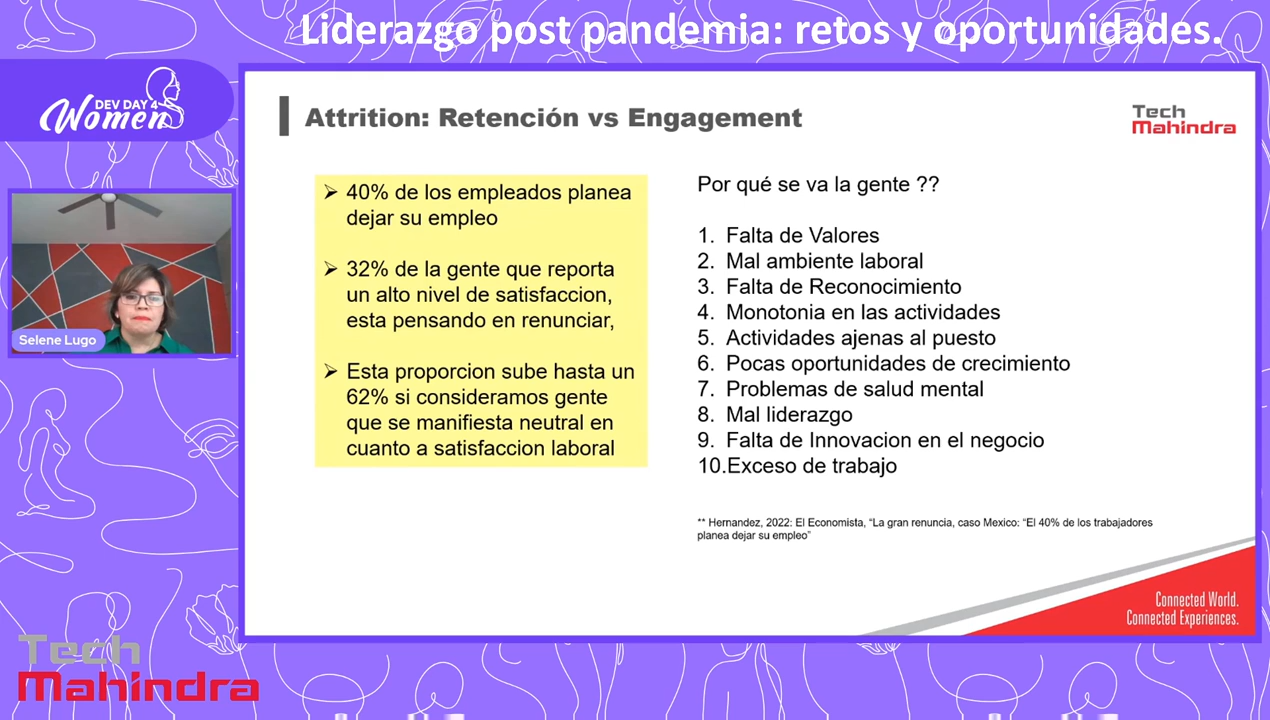 Liderazgo post pandemia: retos y oportunidades.
DEV DAY 4
Women
Selene Lugo
Attrition: Retención vs Engagement
Tech
Mahindra
➢ 40% de los empleados planea
dejar su empleo
➢ 32% de la gente que reporta
un alto nivel de satisfaccion,
esta pensando en renunciar,
➢ Esta proporcion sube hasta un
62% si consideramos gente
que se manifiesta neutral en
cuanto a satisfaccion laboral
Por qué se va la gente ??
1. Falta de Valores
2. Mal ambiente laboral
3. Falta de Reconocimiento
4. Monotonia en las actividades
5. Actividades ajenas al puesto
6. Pocas oportunidades de crecimiento
7. Problemas de salud mental
8. Mal liderazgo
9. Falta de Innovacion en el negocio
10.Exceso de trabajo
** Hernandez, 2022: El Economista, “La gran renuncia, caso Mexico: “El 40% de los trabajadores
planea dejar su empleo”
Connected World.
Connected Experiences.
Tech
Mahindra